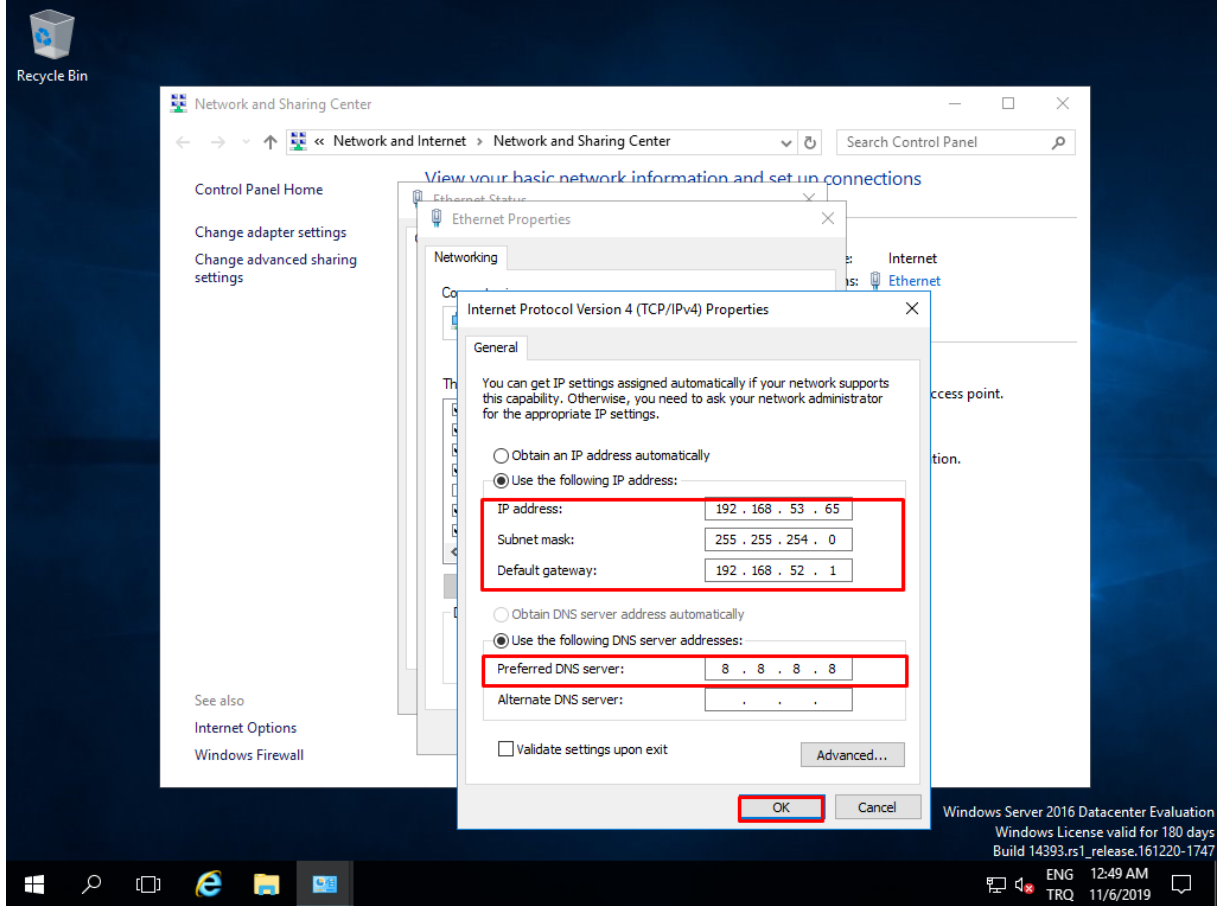 Recycle Bin
Network and Sharing Center
« Network and Internet › Network and Sharing Center
Search Control Panel
Control Panel Home
Change adapter settings
Change advanced sharing
settings
See also
Internet Options
Windows Firewall
View your basic network information and set up connections
Internet
Ethernet
ccess point.
tion.
Ethernet Status
Ethernet Properties
Networking
Internet Protocol Version 4 (TCP/IPv4) Properties
General
You can get IP settings assigned automatically if your network supports
this capability. Otherwise, you need to ask your network administrator
for the appropriate IP settings.
Obtain an IP address automatically
Use the following IP address:
IP address: 192 . 168 . 53 . 65
Subnet mask: 255 . 255 . 254 . 0
Default gateway: 192 . 168 . 52 . 1
Obtain DNS server address automatically
Use the following DNS server addresses:
Preferred DNS server: 8 . 8 . 8 . 8
Alternate DNS server: . . .
Validate settings upon exit
Advanced...
OK
Cancel
Windows Server 2016 Datacenter Evaluation
Windows License valid for 180 days
Build 14393.rs1_release.161220-1747
ENG
TRQ
12:49 AM
11/6/2019